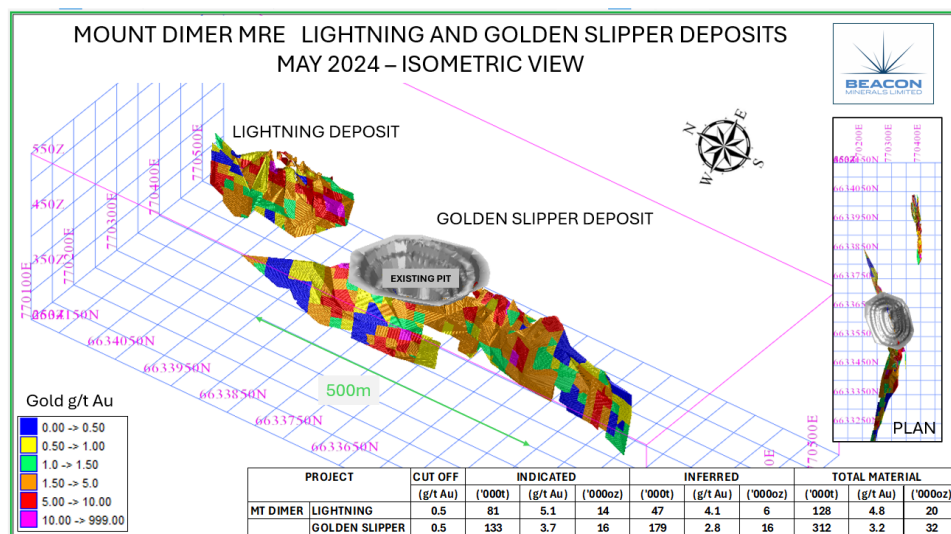 MOUNT DIMER MRE LIGHTNING AND GOLDEN SLIPPER DEPOSITS
MAY 2024 – ISOMETRIC VIEW
BEACON
MINERALS LIMITED
LIGHTNING DEPOSIT
GOLDEN SLIPPER DEPOSIT
EXISTING PIT
N
E
S
W
550Z
450Z
350Z
770100E
770200E
770300E
770400E
770500E
6634050N
6633950N
6633850N
6633750N
6633650N
500m
770500E
0E
770200E
770300E
770400E
6634050N
6633950N
6633850N
6633750N
6633550N
6633450N
6633350N
6633250N
PLAN
Gold g/t Au
0.00 -> 0.50
0.50 -> 1.00
1.0 -> 1.50
1.50 -> 5.0
5.00 -> 10.00
10.00 -> 999.00
PROJECT CUT OFF INDICATED INFERRED TOTAL MATERIAL
(g/t Au) ('000t) (g/t Au) ('000oz) ('000t) (g/t Au) ('000oz) ('000t) (g/t Au) ('000oz)
MT DIMER LIGHTNING 0.5 81 5.1 14 47 4.1 6 128 4.8 20
GOLDEN SLIPPER 0.5 133 3.7 16 179 2.8 16 312 3.2 32